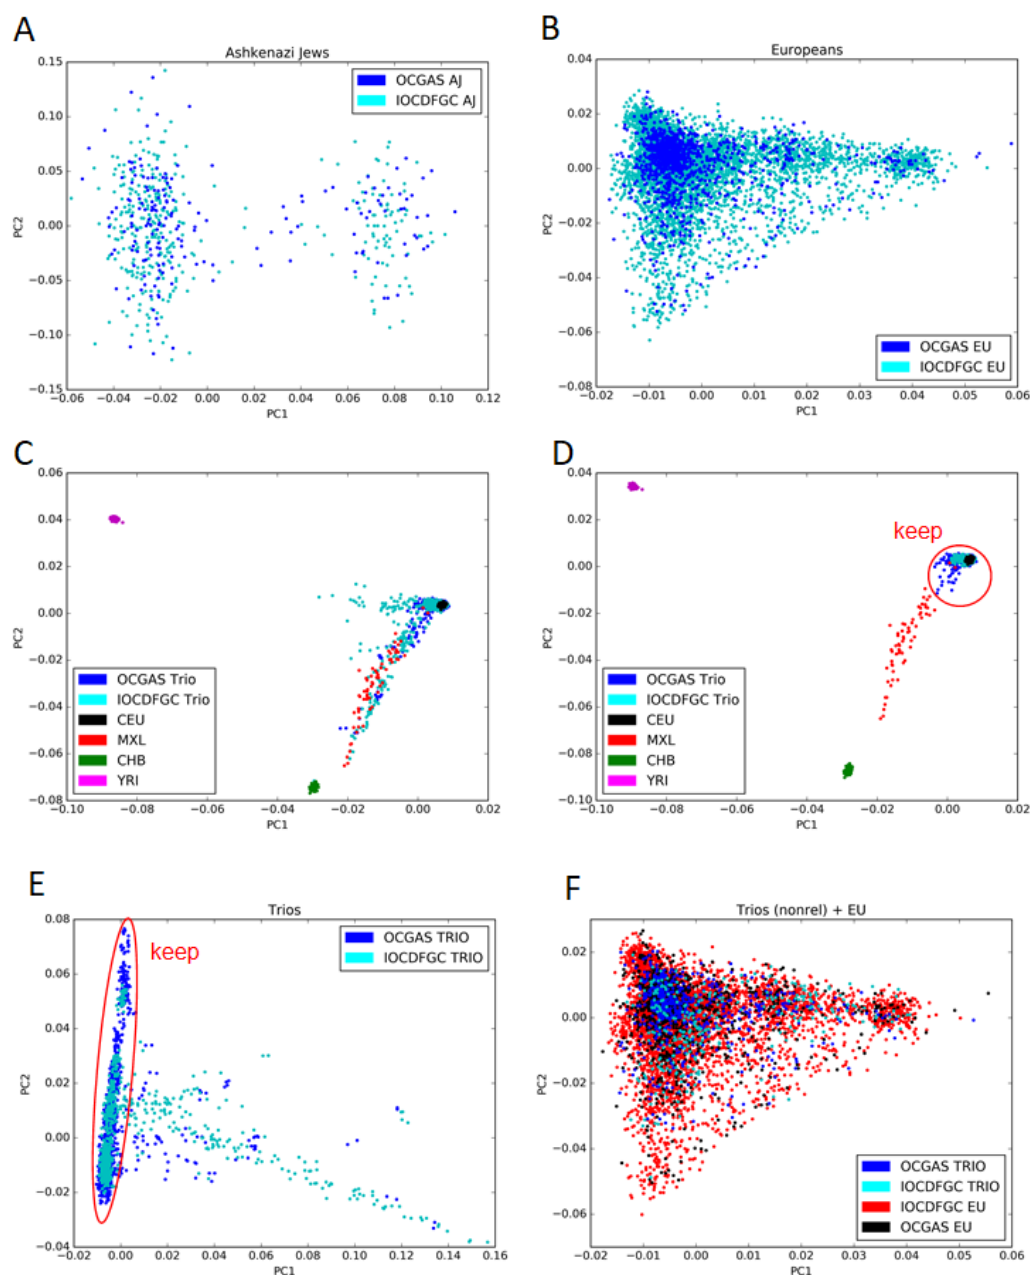 A
Ashkenazi Jews
OCGAS AJ
IOCDFGC AJ
0.15
0.10
0.05
0.00
−0.05
−0.10
−0.15
PC2
−0.06 −0.04 −0.02 0.00 0.02 0.04 0.06 0.08 0.10 0.12
PC1
B
Europeans
0.04
0.02
0.00
−0.02
−0.04
−0.06
−0.08
PC2
OCGAS EU
IOCDFGC EU
−0.02 −0.01 0.00 0.01 0.02 0.03 0.04 0.05 0.06
PC1
C
0.06
0.04
0.02
0.00
−0.02
−0.04
−0.06
−0.08
PC2
OCGAS Trio
IOCDFGC Trio
CEU
MXL
CHB
YRI
−0.10 −0.08 −0.06 −0.04 −0.02 0.00 0.02
PC1
D
keep
0.04
0.02
0.00
−0.02
−0.04
−0.06
−0.08
−0.10
PC2
OCGAS Trio
IOCDFGC Trio
CEU
MXL
CHB
YRI
−0.10 −0.08 −0.06 −0.04 −0.02 0.00 0.02
PC1
E
Trios
keep
OCGAS TRIO
IOCDFGC TRIO
0.08
0.06
0.04
0.02
0.00
−0.02
−0.04
PC2
−0.02 0.00 0.02 0.04 0.06 0.08 0.10 0.12 0.14 0.16
PC1
F
Trios (nonrel) + EU
0.02
0.00
−0.02
−0.04
−0.06
PC2
OCGAS TRIO
IOCDFGC TRIO
IOCDFGC EU
OCGAS EU
−0.02 −0.01 0.00 0.01 0.02 0.03 0.04 0.05 0.06
PC1